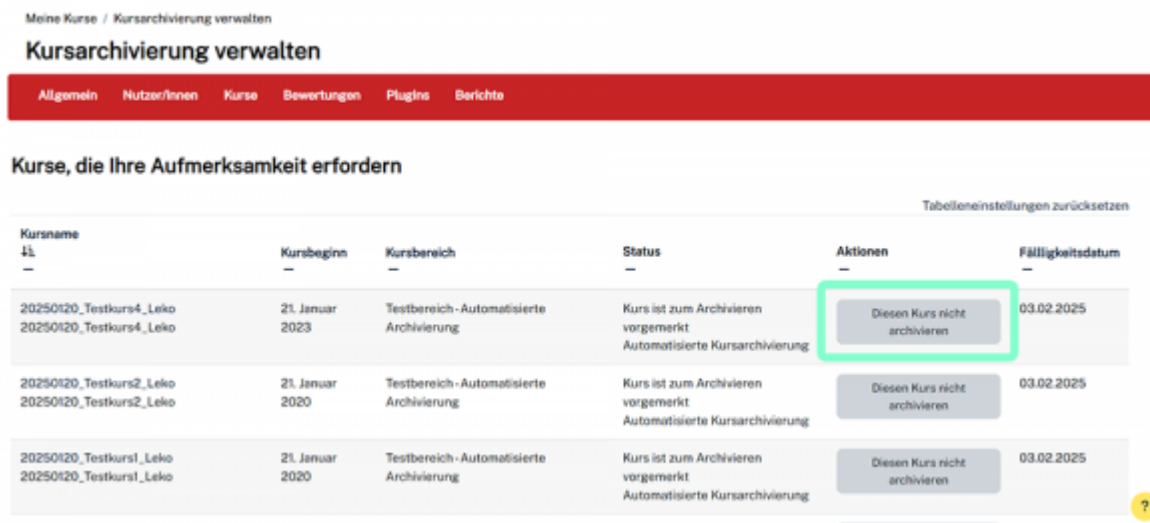 Meine Kurse / Kursarchivierung verwalten
Kursarchivierung verwalten
Allgemein Nutzer/innen Kurse Bewertungen Plugins Berichte
Kurse, die Ihre Aufmerksamkeit erfordern
Tabelleneinstellungen zurücksetzen
Kursname Kursbeginn Kursbereich Status Aktionen Fällligkeitsdatum
20250120_Testkurs4_Leko 21. Januar Testbereich-Automatisierte Kurs ist zum Archivieren Diesen Kurs nicht 03.02.2025
20250120_Testkurs4_Leko 2023 Archivierung vorgemerkt archivieren
Automatisierte Kursarchivierung
20250120_Testkurs2_Leko 21. Januar Testbereich-Automatisierte Kurs ist zum Archivieren Diesen Kurs nicht 03.02.2025
20250120_Testkurs2_Leko 2020 Archivierung vorgemerkt archivieren
Automatisierte Kursarchivierung
20250120_Testkurs1_Leko 21. Januar Testbereich-Automatisierte Kurs ist zum Archivieren Diesen Kurs nicht 03.02.2025
20250120_Testkurs1_Leko 2020 Archivierung vorgemerkt archivieren
Automatisierte Kursarchivierung
?